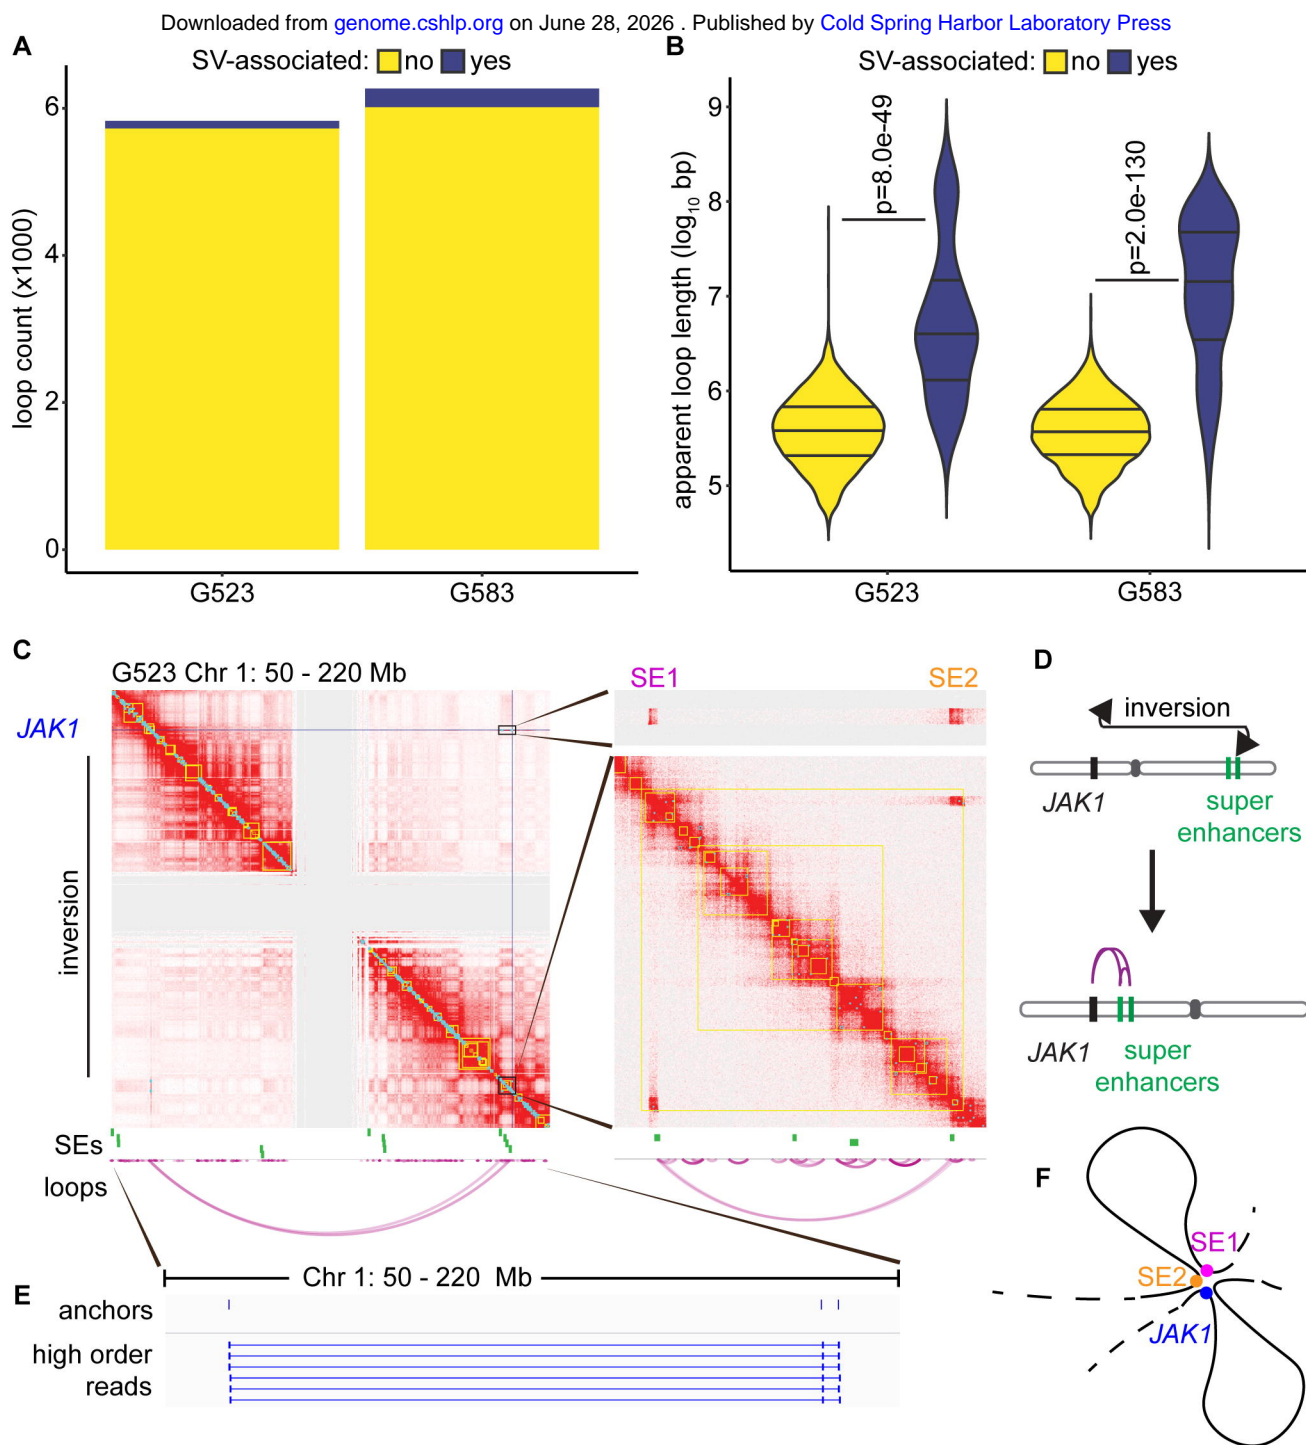 Downloaded from genome.cshlp.org on June 28, 2026 . Published by Cold Spring Harbor Laboratory Press
A
SV-associated: no yes
loop count (x1000)
6
4
2
0
G523 G583
B
SV-associated: no yes
apparent loop length (log10 bp)
9
8
7
6
5
p=8.0e-49
p=2.0e-130
G523 G583
C
G523 Chr 1: 50 - 220 Mb
SE1 SE2
JAK1
inversion
SEs
loops
D
inversion
JAK1
super
enhancers
JAK1
super
enhancers
E
Chr 1: 50 - 220 Mb
anchors
high order
reads
F
SE1
SE2
JAK1